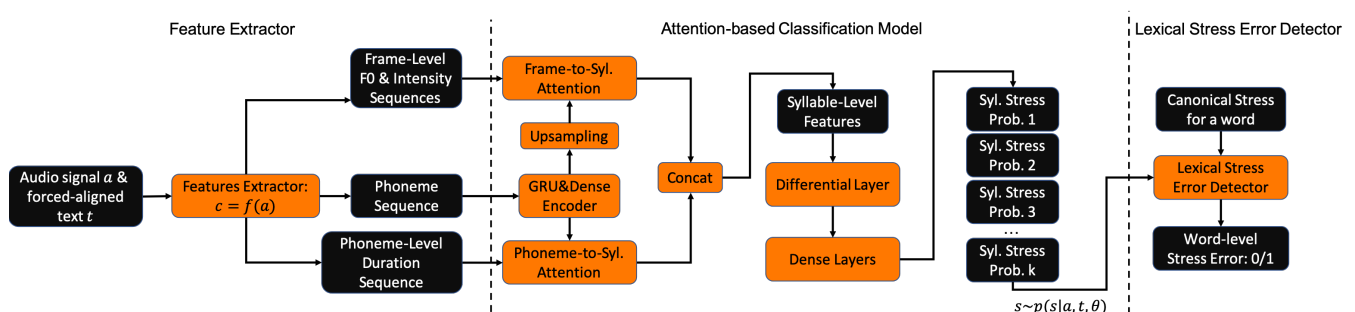 Feature Extractor
Attention-based Classification Model
Lexical Stress Error Detector
Audio signal a &
forced-aligned
text t
Features Extractor:
c = f(a)
Frame-Level
F0 & Intensity
Sequences
Phoneme
Sequence
Phoneme-Level
Duration
Sequence
Frame-to-Syl.
Attention
Upsampling
GRU&Dense
Encoder
Phoneme-to-Syl.
Attention
Concat
Syllable-Level
Features
Differential Layer
Dense Layers
Syl. Stress
Prob. 1
Syl. Stress
Prob. 2
Syl. Stress
Prob. 3
...
Syl. Stress
Prob. k
s~p(s|a, t, θ)
Canonical Stress
for a word
Lexical Stress
Error Detector
Word-level
Stress Error: 0/1